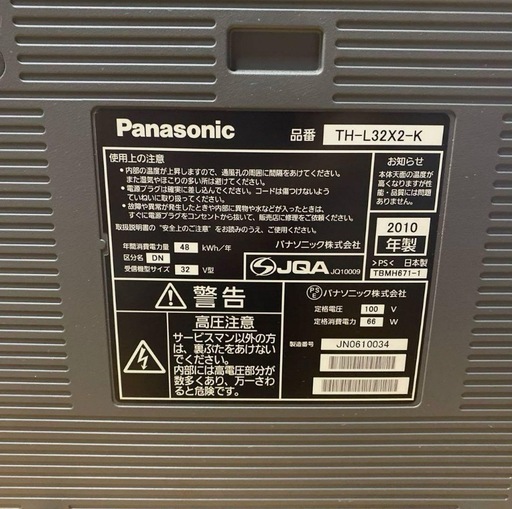 Panasonic
品番 TH-L32X2-K
使用上の注意
・内部の温度が上昇しますので、通風孔の周囲に間隔をあけてください。
また湿気やほこりの多い所は避けてください。
・電源プラグは確実に差し込んでください。コードは傷つけないよう
ていねいに取り扱ってください。
・故障や異常が発生したときや内部に異物や水などが入ったときは、
すぐに電源プラグをコンセントから抜いて、販売店に修理をご依頼ください。
取扱説明書の“安全上のご注意”をお読みのうえ、ご使用ください。
お知らせ
本体天面の温度が
高くなりますが性
能・品質には問題
ありません。
年間消費電力量 48 kWh/年
区分名 DN
受信機型サイズ 32 V型
パナソニック株式会社
JQA JQ10009
2010
年製
>PS< 日本製
TBMH671-1
警告
高圧注意
サービスマン以外の方
は、裏ぶたをあけない
でください。
内部には高電圧部分が
数多くあり、万一さわ
ると危険です。
PS
E パナソニック株式会社
定格電圧 100 V
定格消費電力 66 W
製造番号 JN0610034